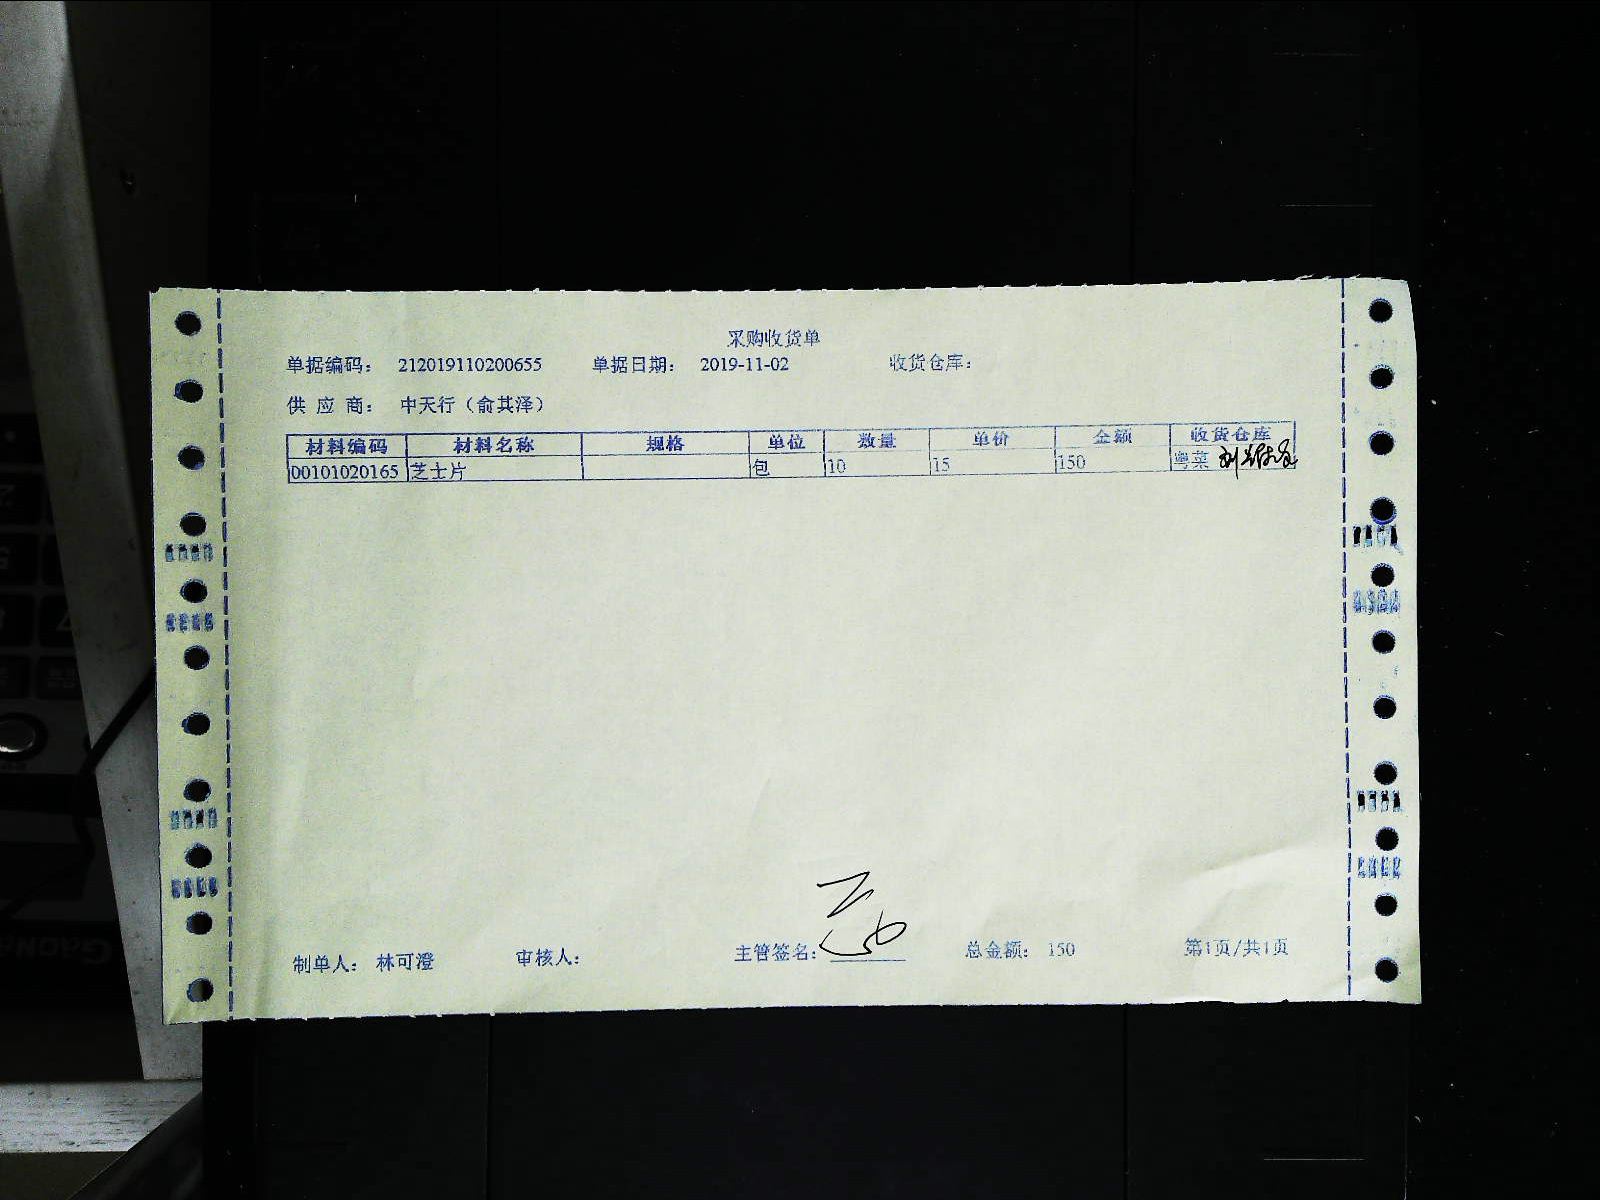 采购收货单
单据编码： 212019110200655 单据日期： 2019-11-02 收货仓库：
供 应 商： 中天行（俞其泽）
材料编码 材料名称 规格 单位 数量 单价 金额 收货仓库
00101020165 芝士片 包 10 15 150 粤菜
制单人： 林可澄 审核人： 主管签名： 总金额： 150 第1页/共1页